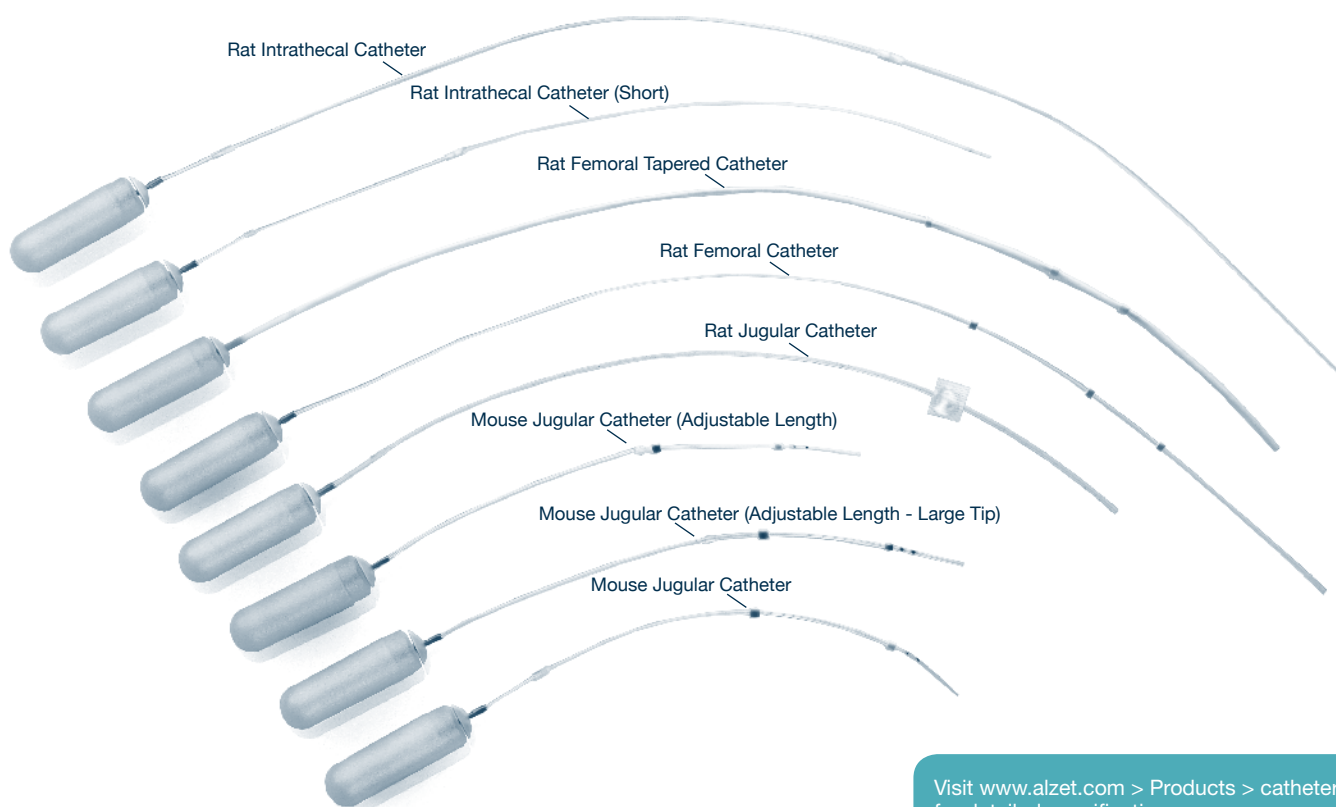 Rat Intrathecal Catheter
Rat Intrathecal Catheter (Short)
Rat Femoral Tapered Catheter
Rat Femoral Catheter
Rat Jugular Catheter
Mouse Jugular Catheter (Adjustable Length)
Mouse Jugular Catheter (Adjustable Length - Large Tip)
Mouse Jugular Catheter
Visit www.alzet.com > Products > catheter